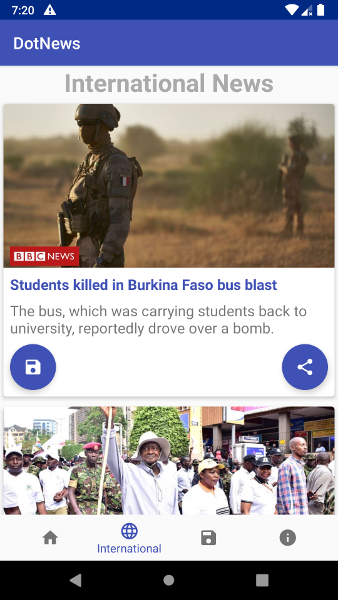 7:20
DotNews
International News
BBC NEWS
Students killed in Burkina Faso bus blast
The bus, which was carrying students back to
university, reportedly drove over a bomb.
International